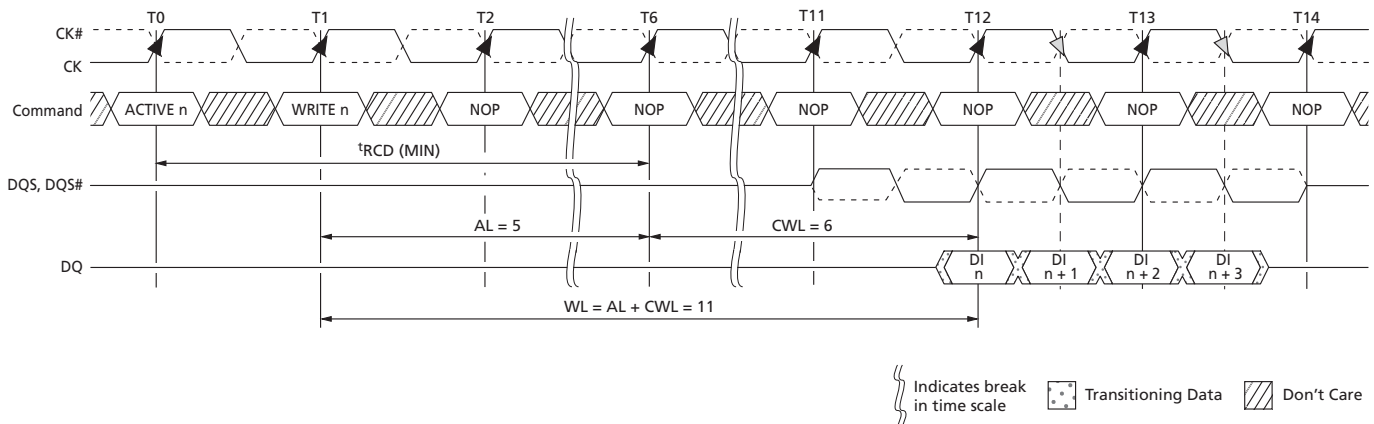 T0 T1 T2 T6 T11 T12 T13 T14
CK#
CK
Command ACTIVE n WRITE n NOP NOP NOP NOP NOP NOP
tRCD (MIN)
DQS, DQS#
AL = 5 CWL = 6
DQ DI n DI n + 1 DI n + 2 DI n + 3
WL = AL + CWL = 11
Indicates break
in time scale
Transitioning Data
Don't Care